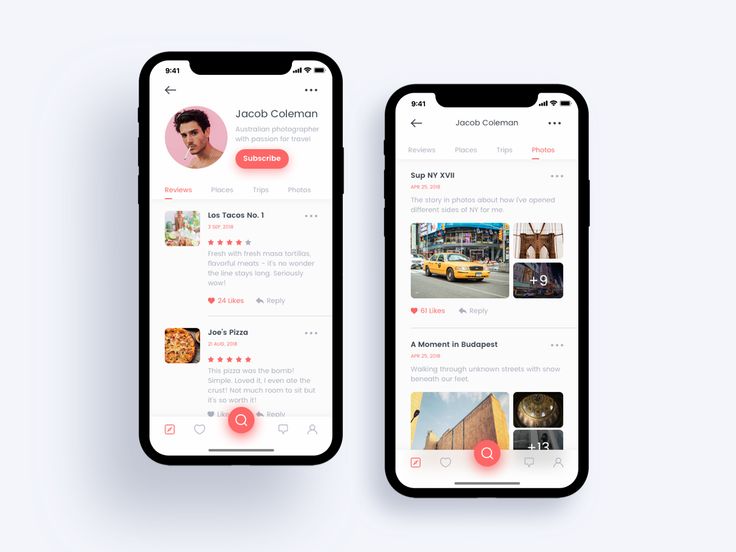 9:41
Jacob Coleman
Australian photographer
with passion for travel
Subscribe
Reviews Places Trips Photos
Los Tacos No. 1
3 SEP, 2018
Fresh with fresh masa tortillas,
flavorful meats - it's no wonder
the line stays long. Seriously
wow!
24 Likes Reply
Joe's Pizza
21 AUG, 2018
This pizza was the bomb!
Simple. Loved it, I even ate the
crust! Not much room to sit but
it's so worth it!
Likes Reply
9:41
Jacob Coleman
Reviews Places Trips Photos
Sup NY XVII
APR 25, 2018
The story in photos about how i've opened
different sides of NY for me.
+9
61 Likes Reply
A Moment in Budapest
APR 25, 2018
Walking through unknown streets with snow
beneath our feet
+13